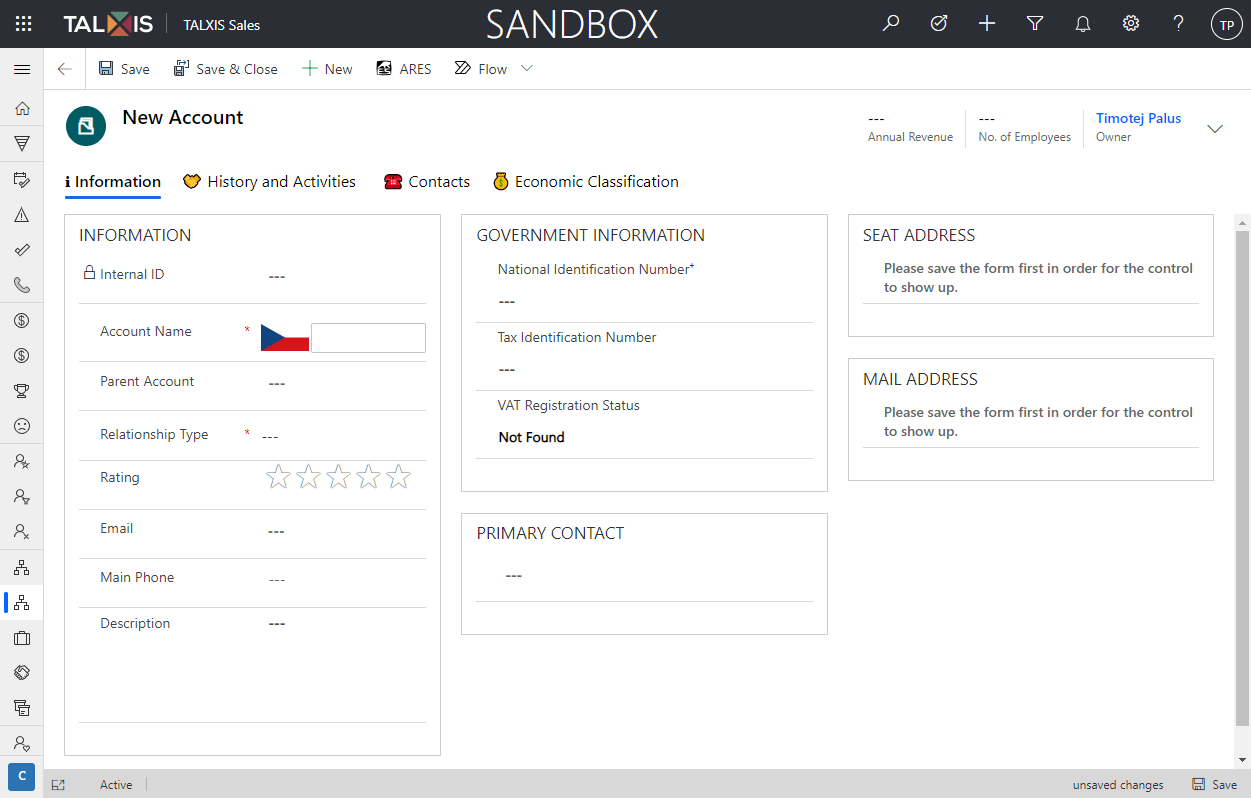 TALXIS
TALXIS Sales
SANDBOX
TP
Save
Save & Close
New
ARES
Flow
New Account
---
Annual Revenue
---
No. of Employees
Timotej Palus
Owner
Information
History and Activities
Contacts
Economic Classification
INFORMATION
Internal ID
---
Account Name
*
Parent Account
---
Relationship Type
*
---
Rating
Email
---
Main Phone
---
Description
---
GOVERNMENT INFORMATION
National Identification Number+
---
Tax Identification Number
---
VAT Registration Status
Not Found
PRIMARY CONTACT
---
SEAT ADDRESS
Please save the form first in order for the control
to show up.
MAIL ADDRESS
Please save the form first in order for the control
to show up.
C
Active
unsaved changes
Save